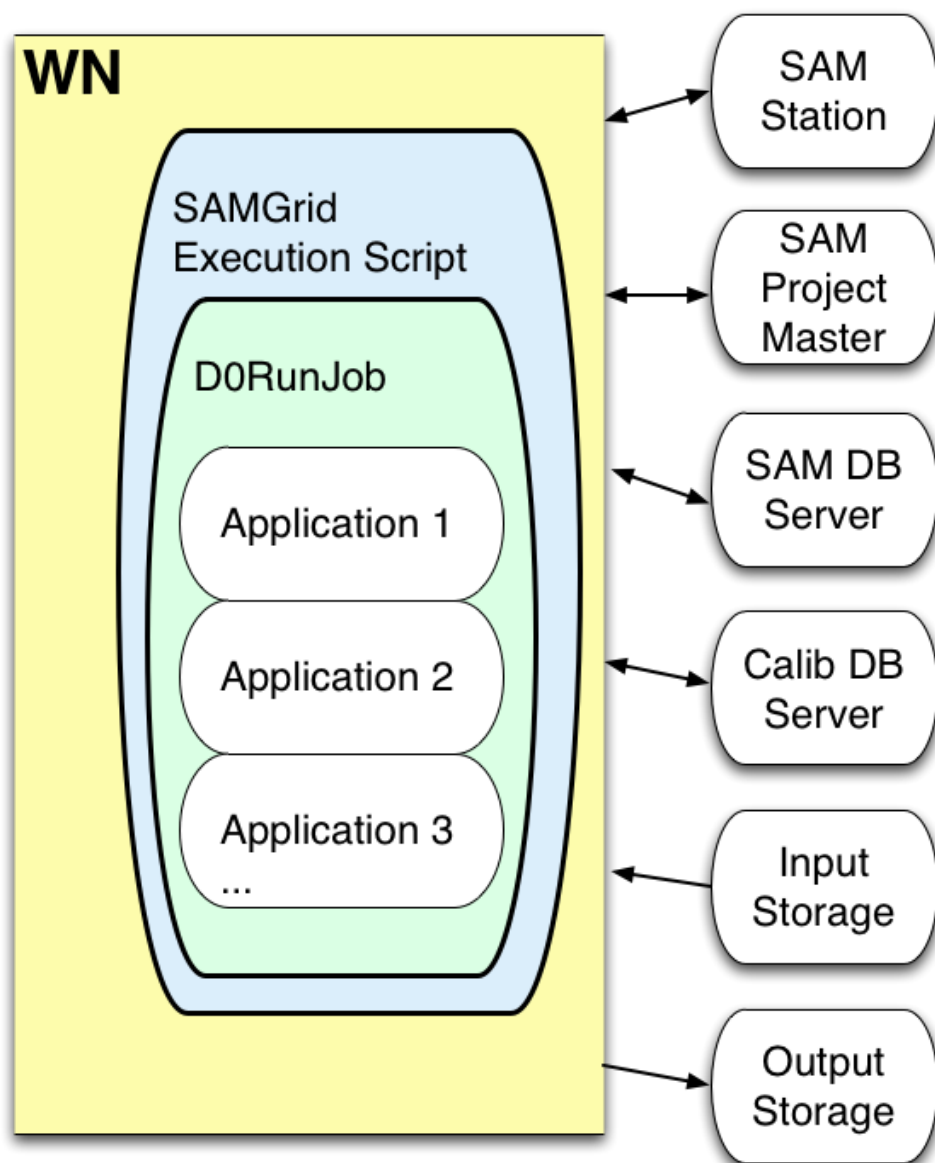 WN
SAMGrid
Execution Script
D0RunJob
Application 1
Application 2
Application 3
...
SAM
Station
SAM
Project
Master
SAM DB
Server
Calib DB
Server
Input
Storage
Output
Storage